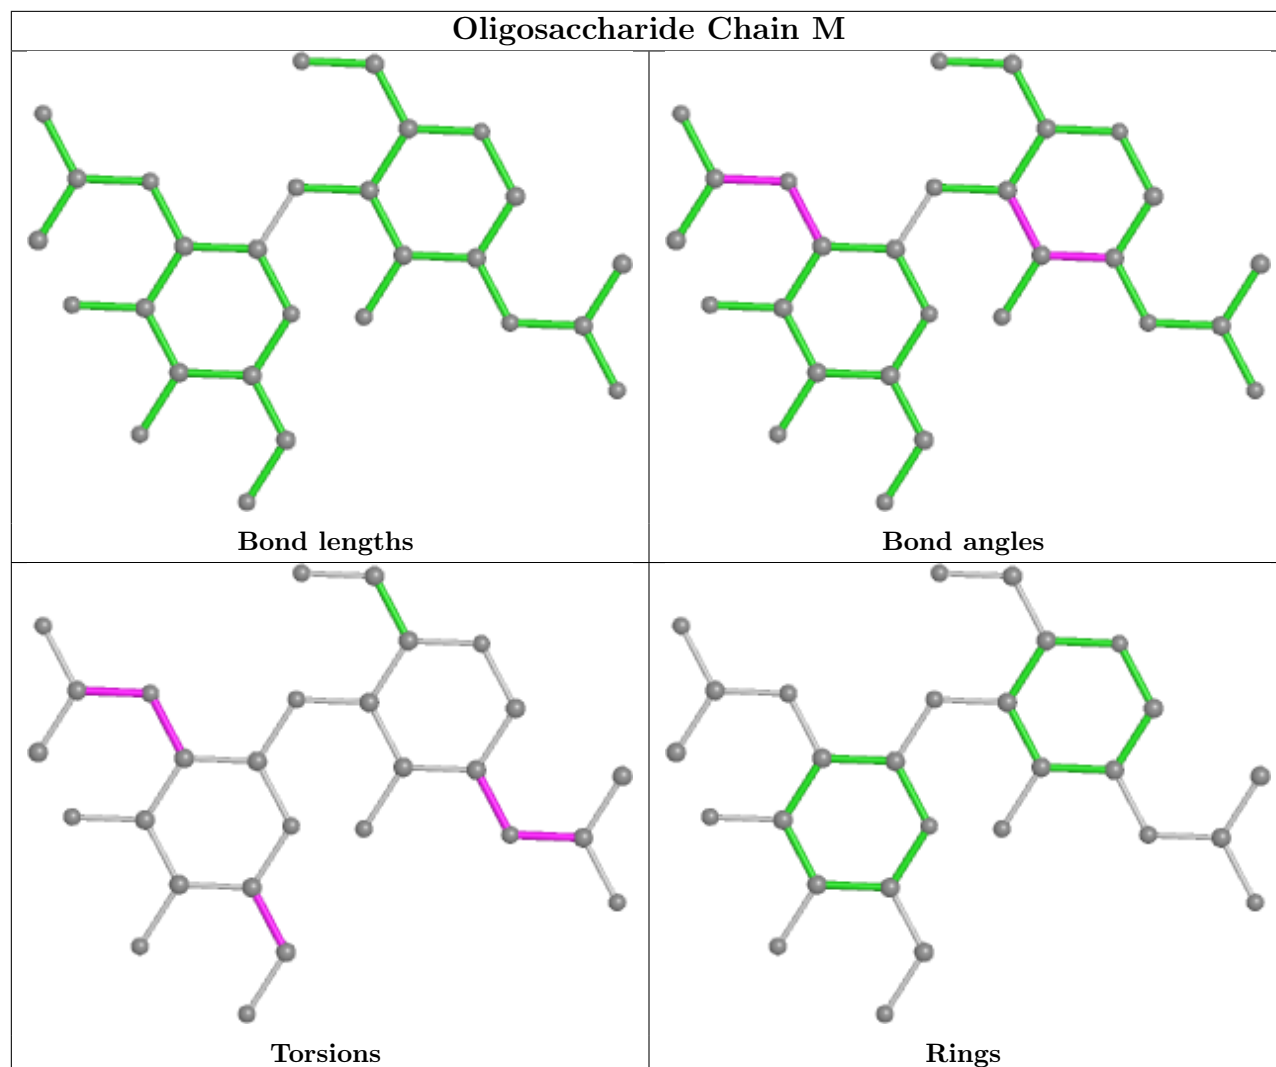 Oligosaccharide Chain M
Bond lengths
Bond angles
Torsions
Rings